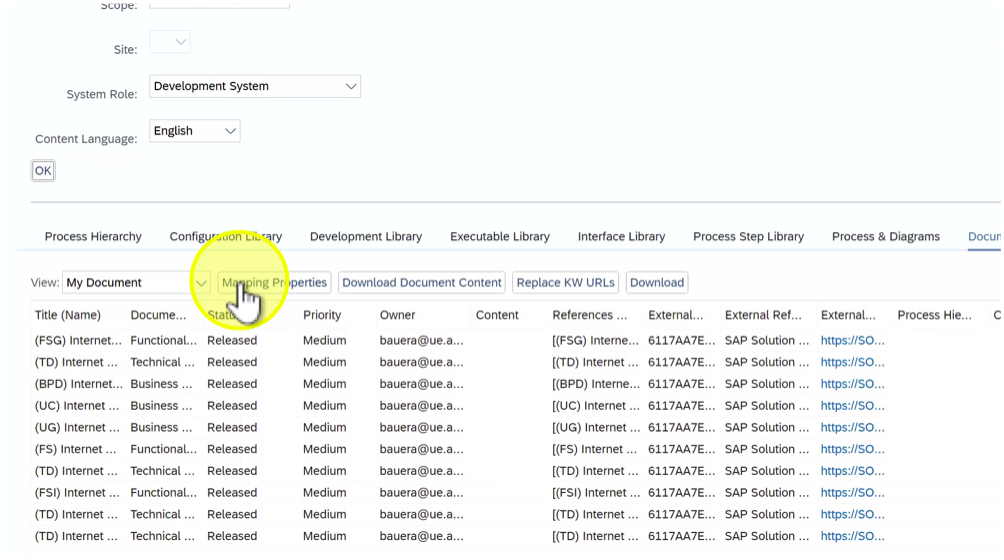 Scope:
Site:
System Role: Development System
Content Language: English
OK
Process Hierarchy Configuration Library Development Library Executable Library Interface Library Process Step Library Process & Diagrams Docum
View: My Document Mapping Properties Download Document Content Replace KW URLs Download
Title (Name) Docume... Statu Priority Owner Content References ... External... External Ref... External... Process Hie... C
(FSG) Internet... Functional... Released Medium bauera@ue.a... [(FSG) Interne... 6117AA7E... SAP Solution ... https://SO...
(TD) Internet ... Technical ... Released Medium bauera@ue.a... [(TD) Internet ... 6117AA7E... SAP Solution ... https://SO...
(BPD) Internet... Business ... Released Medium bauera@ue.a... [(BPD) Interne... 6117AA7E... SAP Solution ... https://SO...
(UC) Internet ... Business ... Released Medium bauera@ue.a... [(UC) Internet ... 6117AA7E... SAP Solution ... https://SO...
(UG) Internet ... Business ... Released Medium bauera@ue.a... [(UG) Internet ... 6117AA7E... SAP Solution ... https://SO...
(FS) Internet ... Functional... Released Medium bauera@ue.a... [(FS) Internet ... 6117AA7E... SAP Solution ... https://SO...
(TD) Internet ... Technical ... Released Medium bauera@ue.a... [(TD) Internet ... 6117AA7E... SAP Solution ... https://SO...
(FSI) Internet ... Functional... Released Medium bauera@ue.a... [(FSI) Internet ... 6117AA7E... SAP Solution ... https://SO...
(TD) Internet ... Technical ... Released Medium bauera@ue.a... [(TD) Internet ... 6117AA7E... SAP Solution ... https://SO...
(TD) Internet ... Technical ... Released Medium bauera@ue.a... [(TD) Internet ... 6117AA7E... SAP Solution ... https://SO...